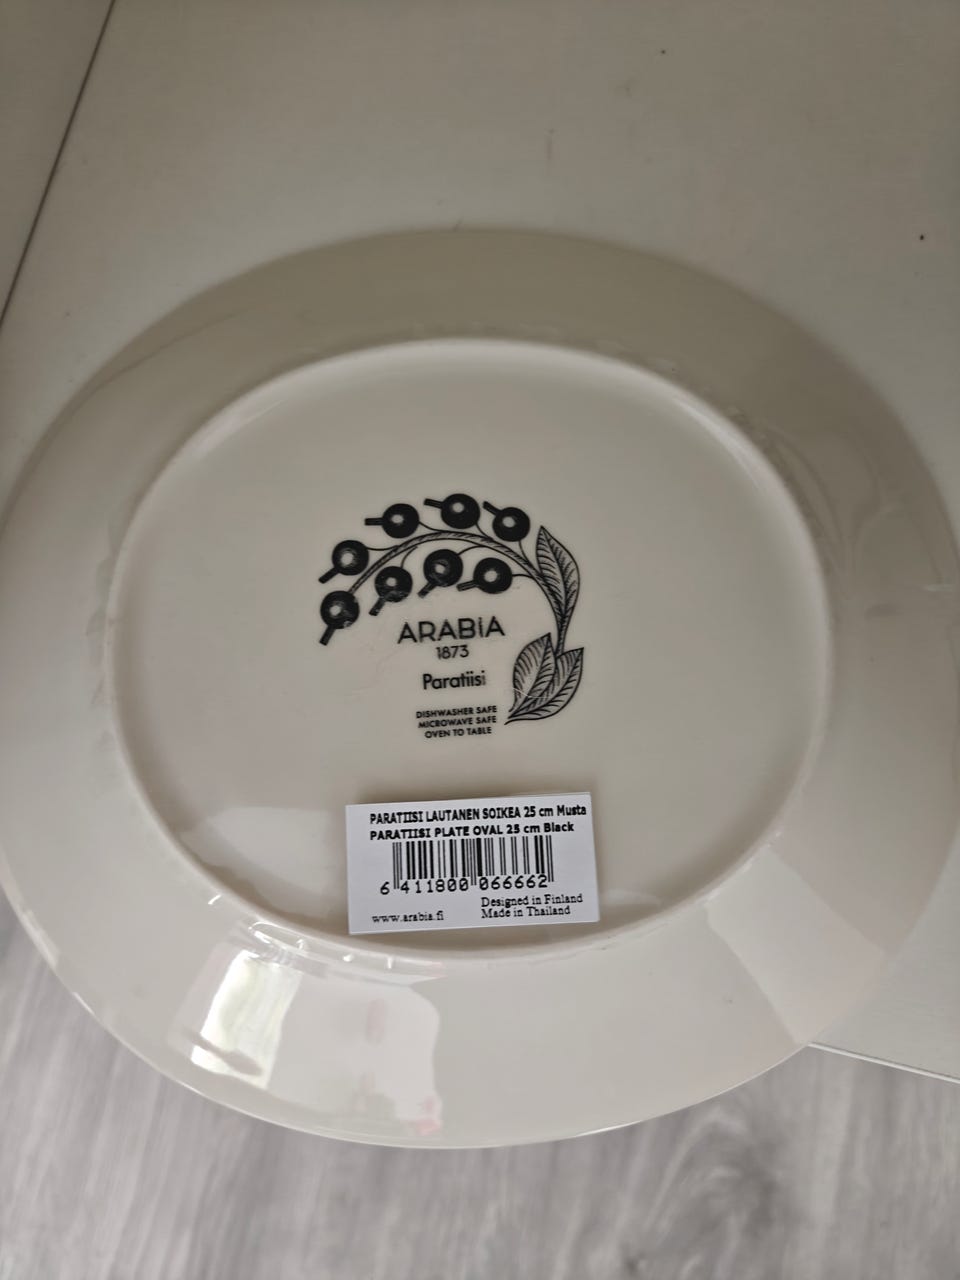 ARABIA
1873
Paratiisi
DISHWASHER SAFE
MICROWAVE SAFE
OVEN TO TABLE
PARATIISI LAUTANEN SOIKEA 25 cm Musta
PARATIISI PLATE OVAL 25 cm Black
6 411800 066662
www.arabia.fi
Designed in Finland
Made in Thailand